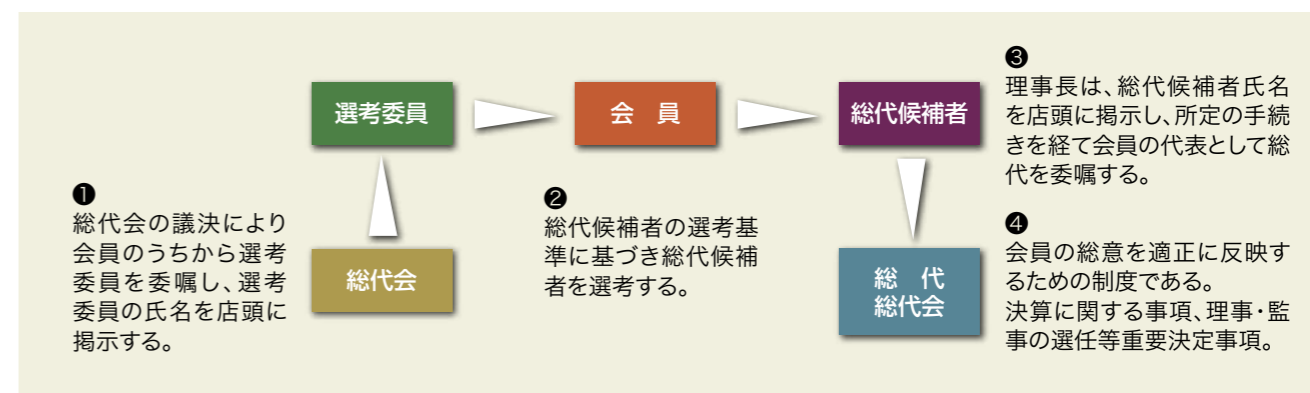 選考委員
会　員
総代候補者
総代会
総　代
総代会
❶
総代会の議決により
会員のうちから選考
委員を委嘱し、選考
委員の氏名を店頭に
掲示する。
❷
総代候補者の選考基
準に基づき総代候補
者を選考する。
❸
理事長は、総代候補者氏名
を店頭に掲示し、所定の手続
きを経て会員の代表として総
代を委嘱する。
❹
会員の総意を適正に反映す
るための制度である。
決算に関する事項、理事・監
事の選任等重要決定事項。